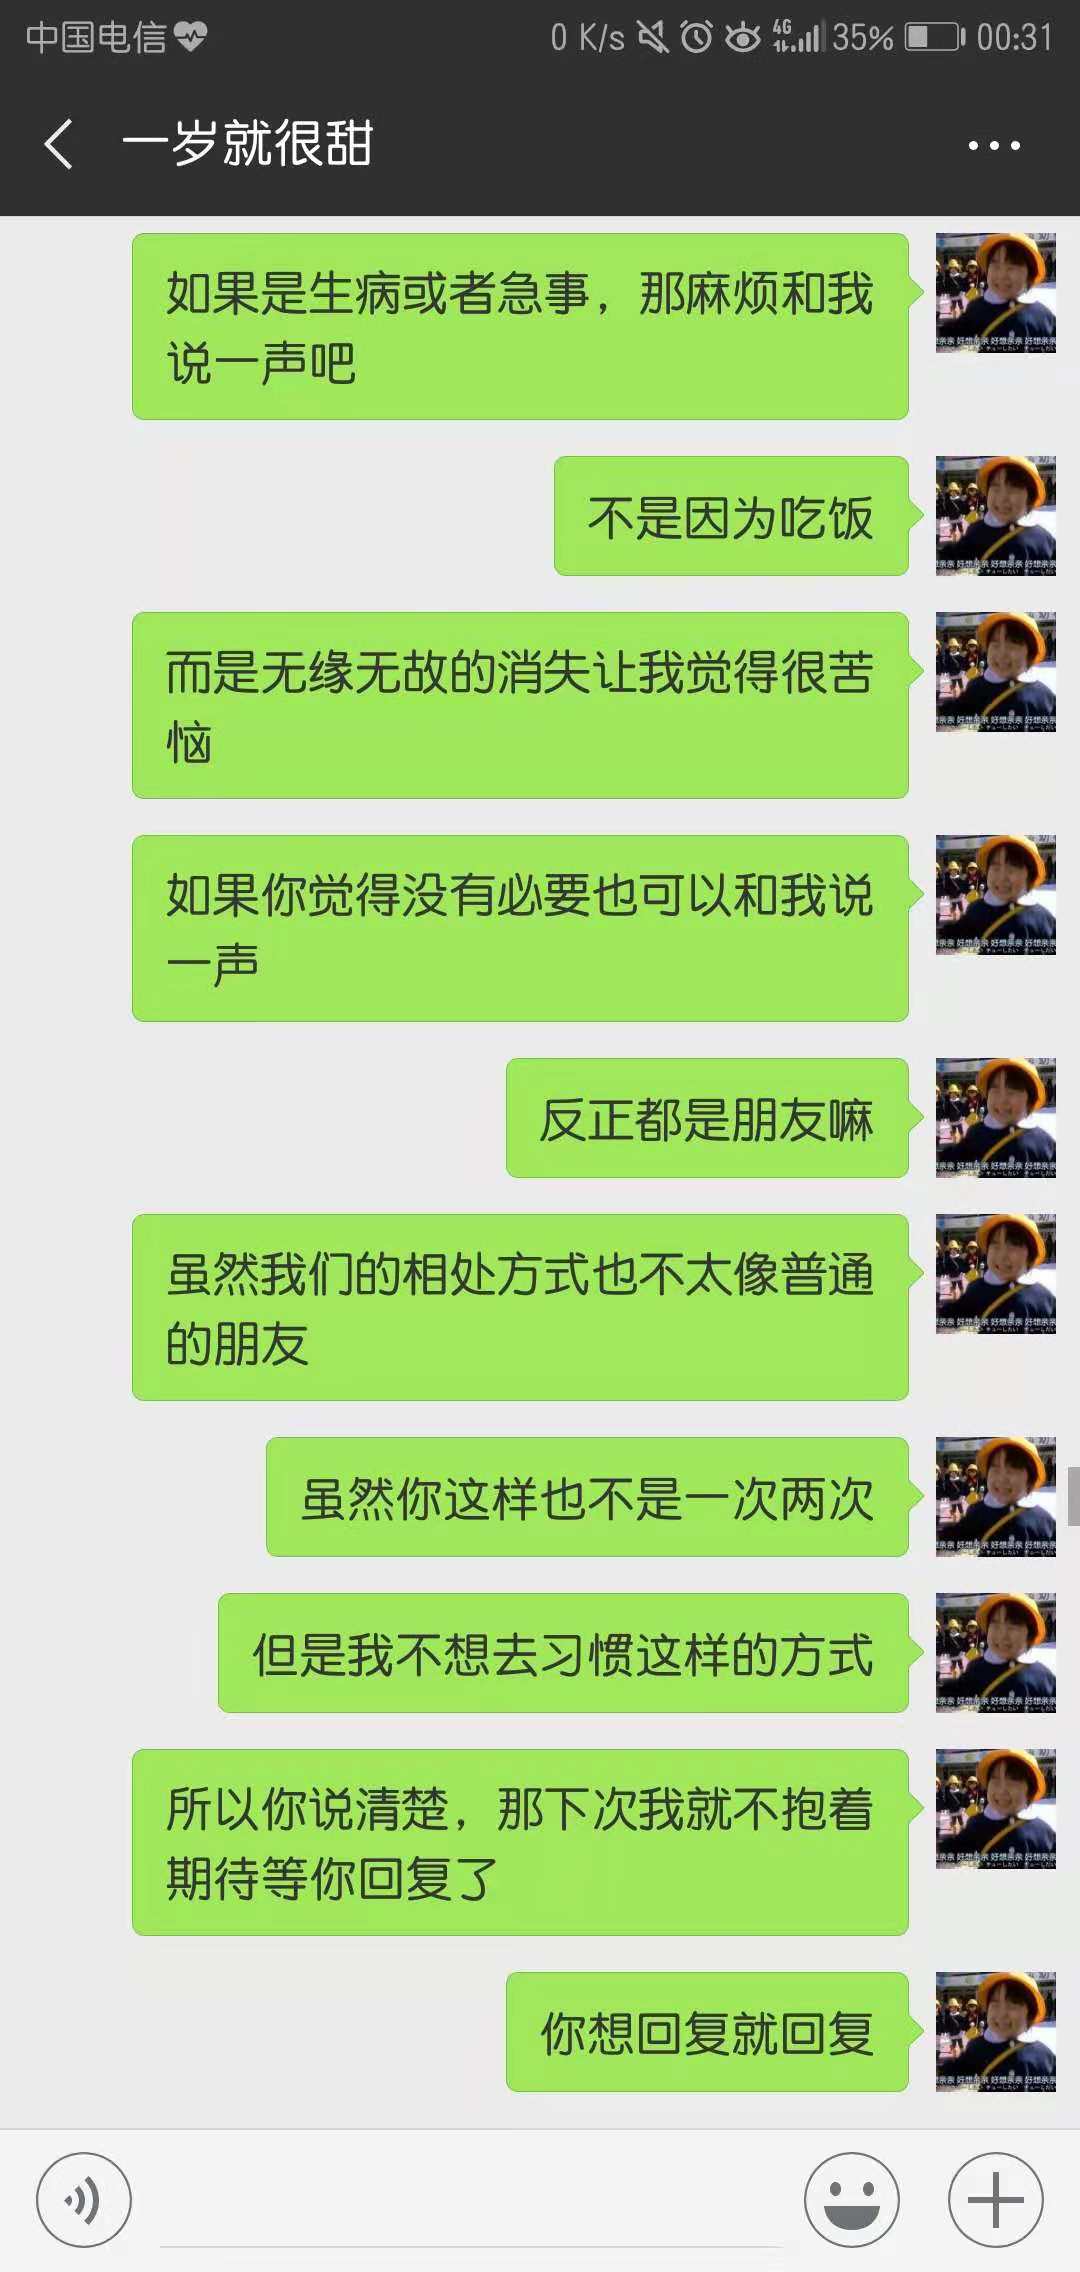 中国电信 0 K/s 4G 35% 00:31
一岁就很甜
如果是生病或者急事，那麻烦和我
说一声吧
不是因为吃饭
而是无缘无故的消失让我觉得很苦
恼
如果你觉得没有必要也可以和我说
一声
反正都是朋友嘛
虽然我们的相处方式也不太像普通
的朋友
虽然你这样也不是一次两次
但是我不想去习惯这样的方式
所以你说清楚，那下次我就不抱着
期待等你回复了
你想回复就回复